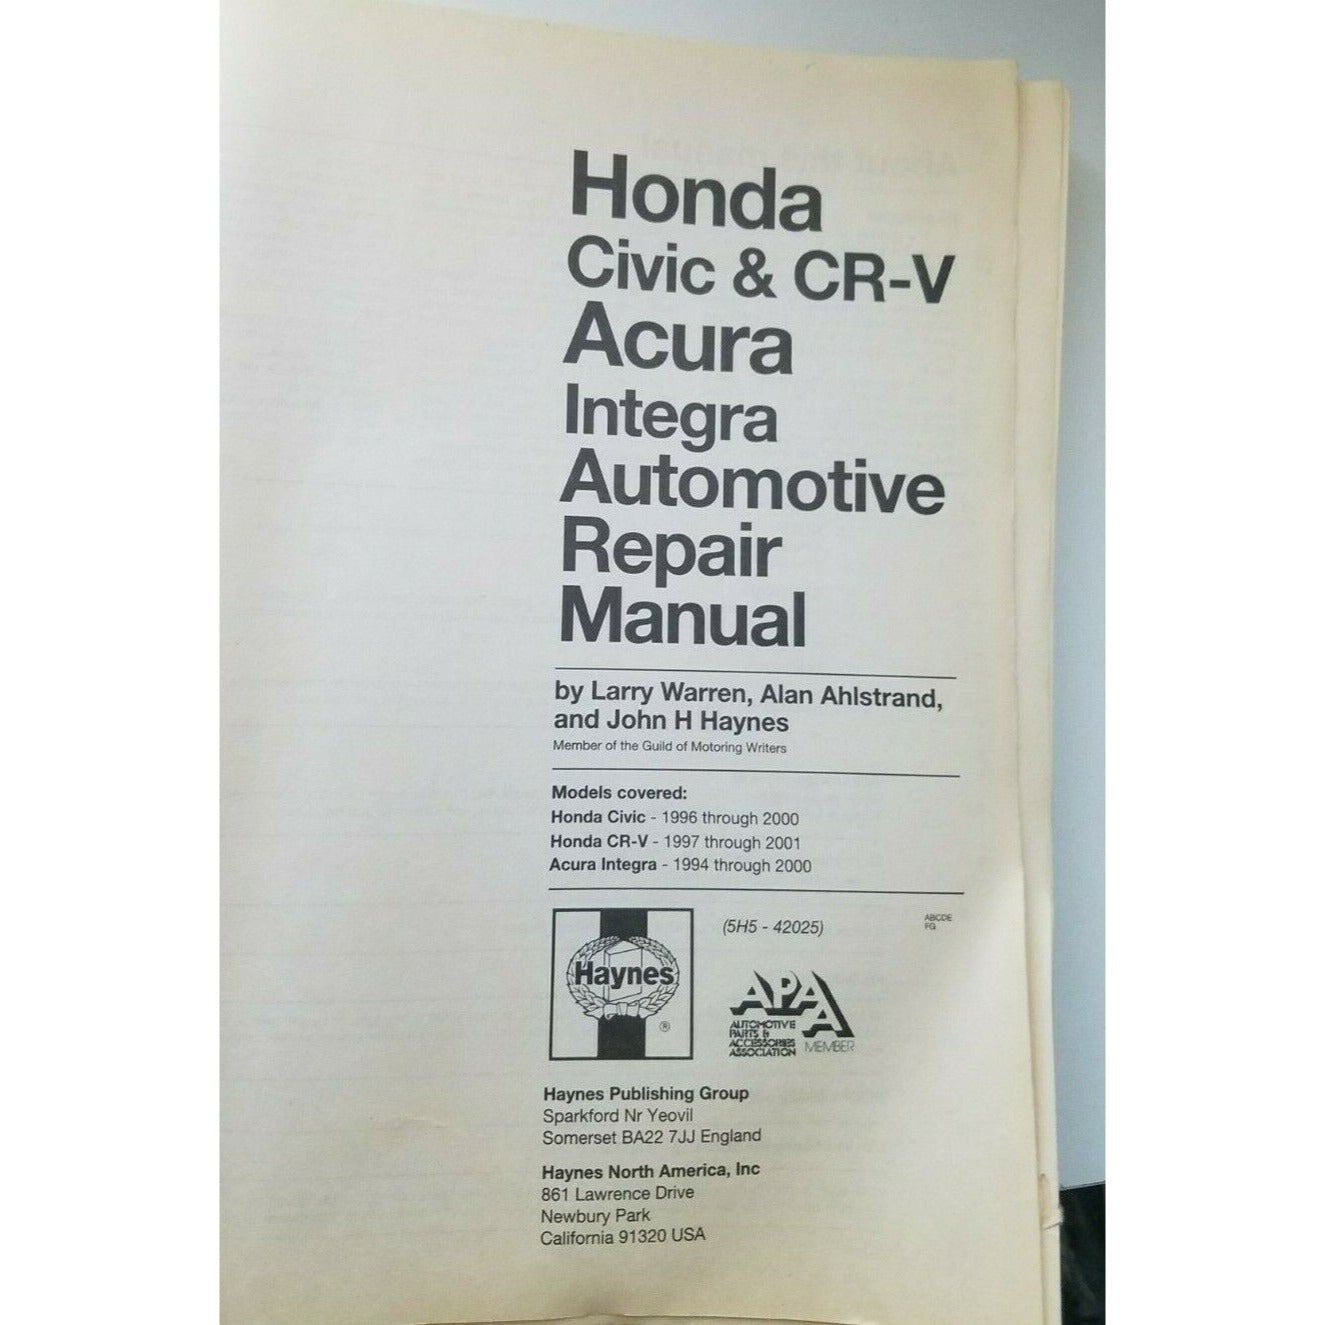 Honda
Civic & CR-V
Acura
Integra
Automotive
Repair
Manual
by Larry Warren, Alan Ahlstrand,
and John H Haynes
Member of the Guild of Motoring Writers
Models covered:
Honda Civic - 1996 through 2000
Honda CR-V - 1997 through 2001
Acura Integra - 1994 through 2000
(5H5 - 42025)
ABCDE
FG
Haynes
®
APAA
AUTOMOTIVE
PARTS &
ACCESSORIES
ASSOCIATION
MEMBER
Haynes Publishing Group
Sparkford Nr Yeovil
Somerset BA22 7JJ England
Haynes North America, Inc
861 Lawrence Drive
Newbury Park
California 91320 USA